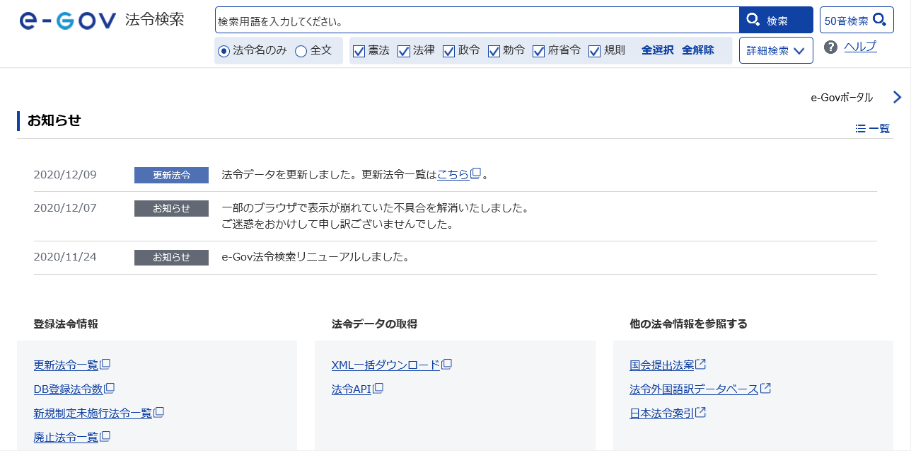 e-Gov 法令検索
検索用語を入力してください。
検索
50音検索
法令名のみ 全文 憲法 法律 政令 勅令 府省令 規則 全選択 全解除
詳細検索
? ヘルプ
e-Govポータル
お知らせ
一覧
2020/12/09 更新法令 法令データを更新しました。更新法令一覧はこちら。
2020/12/07 お知らせ 一部のブラウザで表示が崩れていた不具合を解消いたしました。
ご迷惑をおかけして申し訳ございませんでした。
2020/11/24 お知らせ e-Gov法令検索リニューアルしました。
登録法令情報
更新法令一覧
DB登録法令数
新規制定未施行法令一覧
廃止法令一覧
法令データの取得
XML一括ダウンロード
法令API
他の法令情報を参照する
国会提出法案
法令外国語訳データベース
日本法令索引